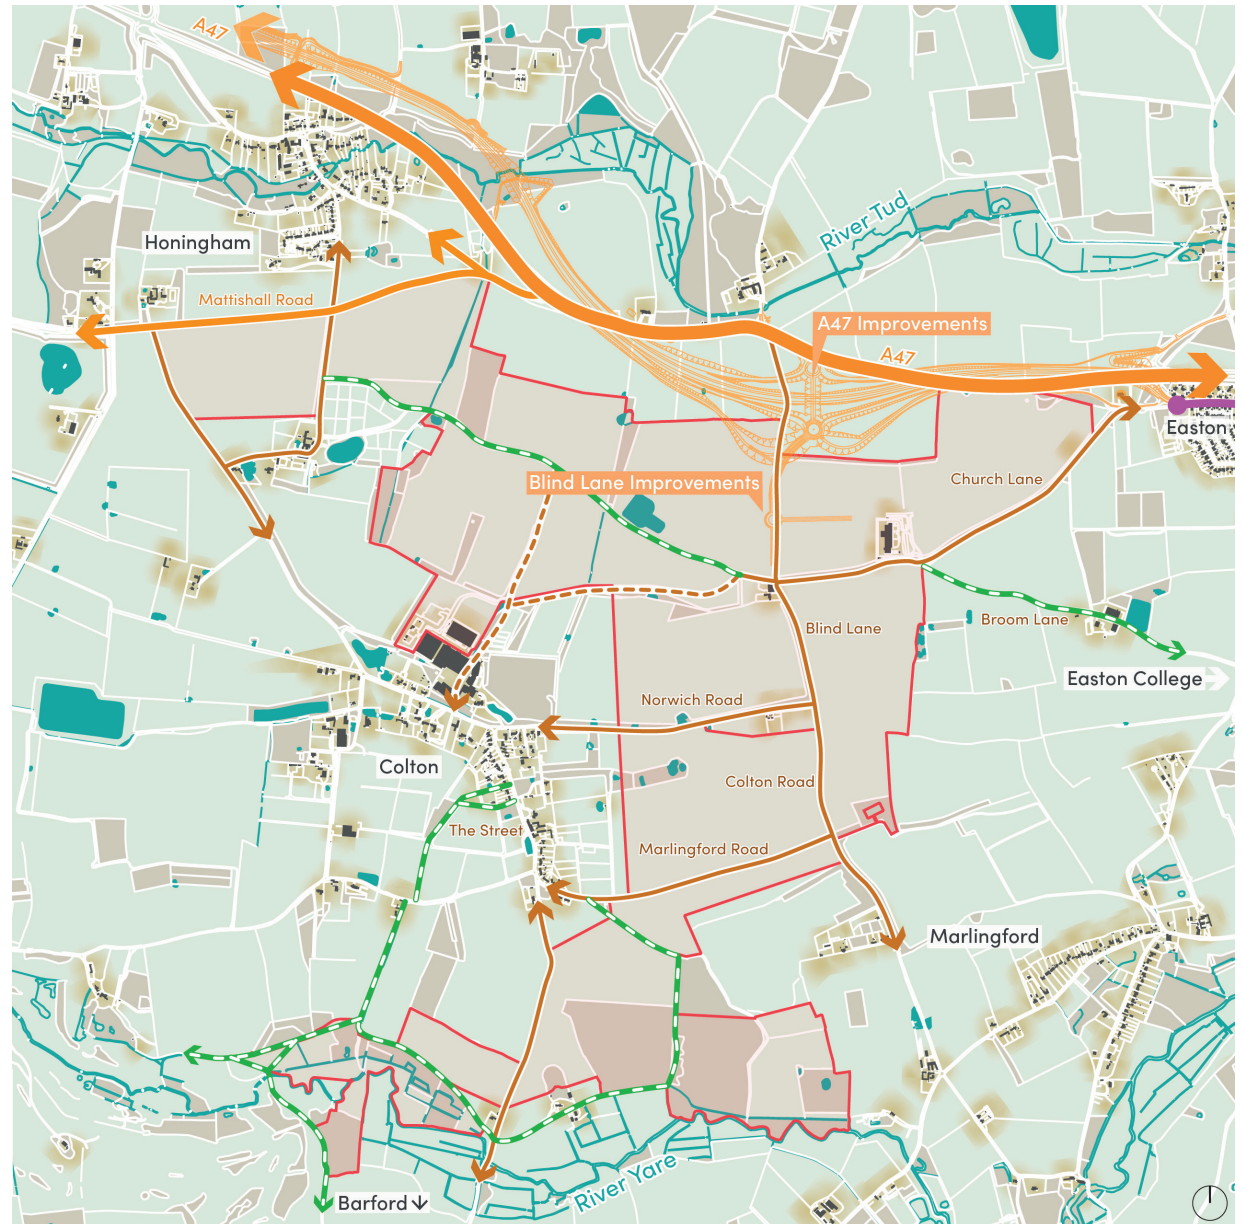 A47
River Tud
Honingham
Mattishall Road
A47 Improvements
A47
Easton
Church Lane
Blind Lane Improvements
Broom Lane
Blind Lane
Easton College
Norwich Road
Colton
Colton Road
The Street
Marlingford Road
Marlingford
River Yare
Barford